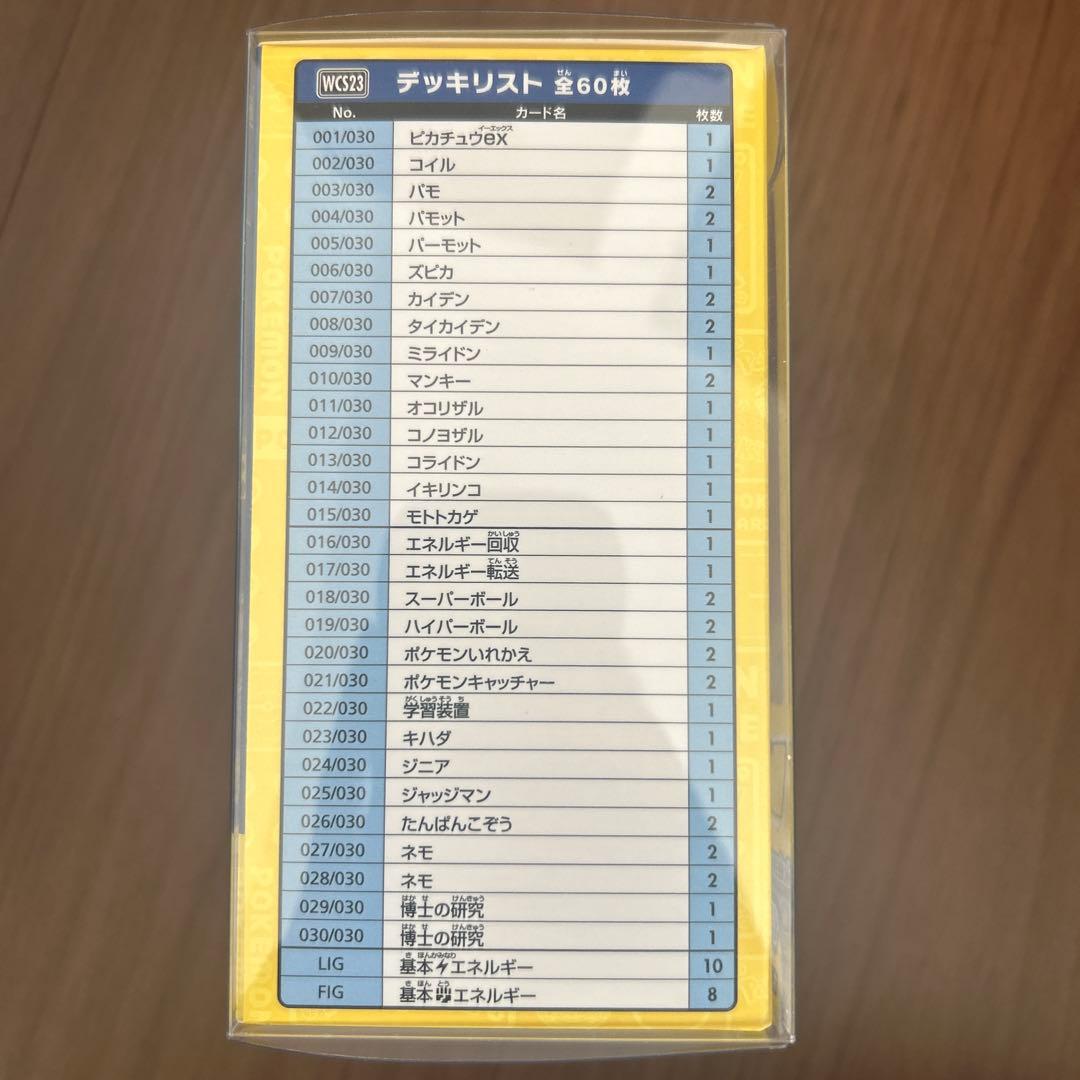 WCS23 デッキリスト 全60枚
No. カード名 枚数
001/030 ピカチュウex 1
002/030 コイル 1
003/030 パモ 2
004/030 パモット 2
005/030 パーモット 1
006/030 ズピカ 1
007/030 カイデン 2
008/030 タイカイデン 2
009/030 ミライドン 1
010/030 マンキー 2
011/030 オコリザル 1
012/030 コノヨザル 1
013/030 コライドン 1
014/030 イキリンコ 1
015/030 モトトカゲ 1
016/030 エネルギー回収 1
017/030 エネルギー転送 1
018/030 スーパーボール 2
019/030 ハイパーボール 2
020/030 ポケモンいれかえ 2
021/030 ポケモンキャッチャー 2
022/030 学習装置 1
023/030 キハダ 1
024/030 ジニア 1
025/030 ジャッジマン 1
026/030 たんぱんこぞう 2
027/030 ネモ 2
028/030 ネモ 2
029/030 博士の研究 1
030/030 博士の研究 1
LIG 基本エネルギー 10
FIG 基本エネルギー 8